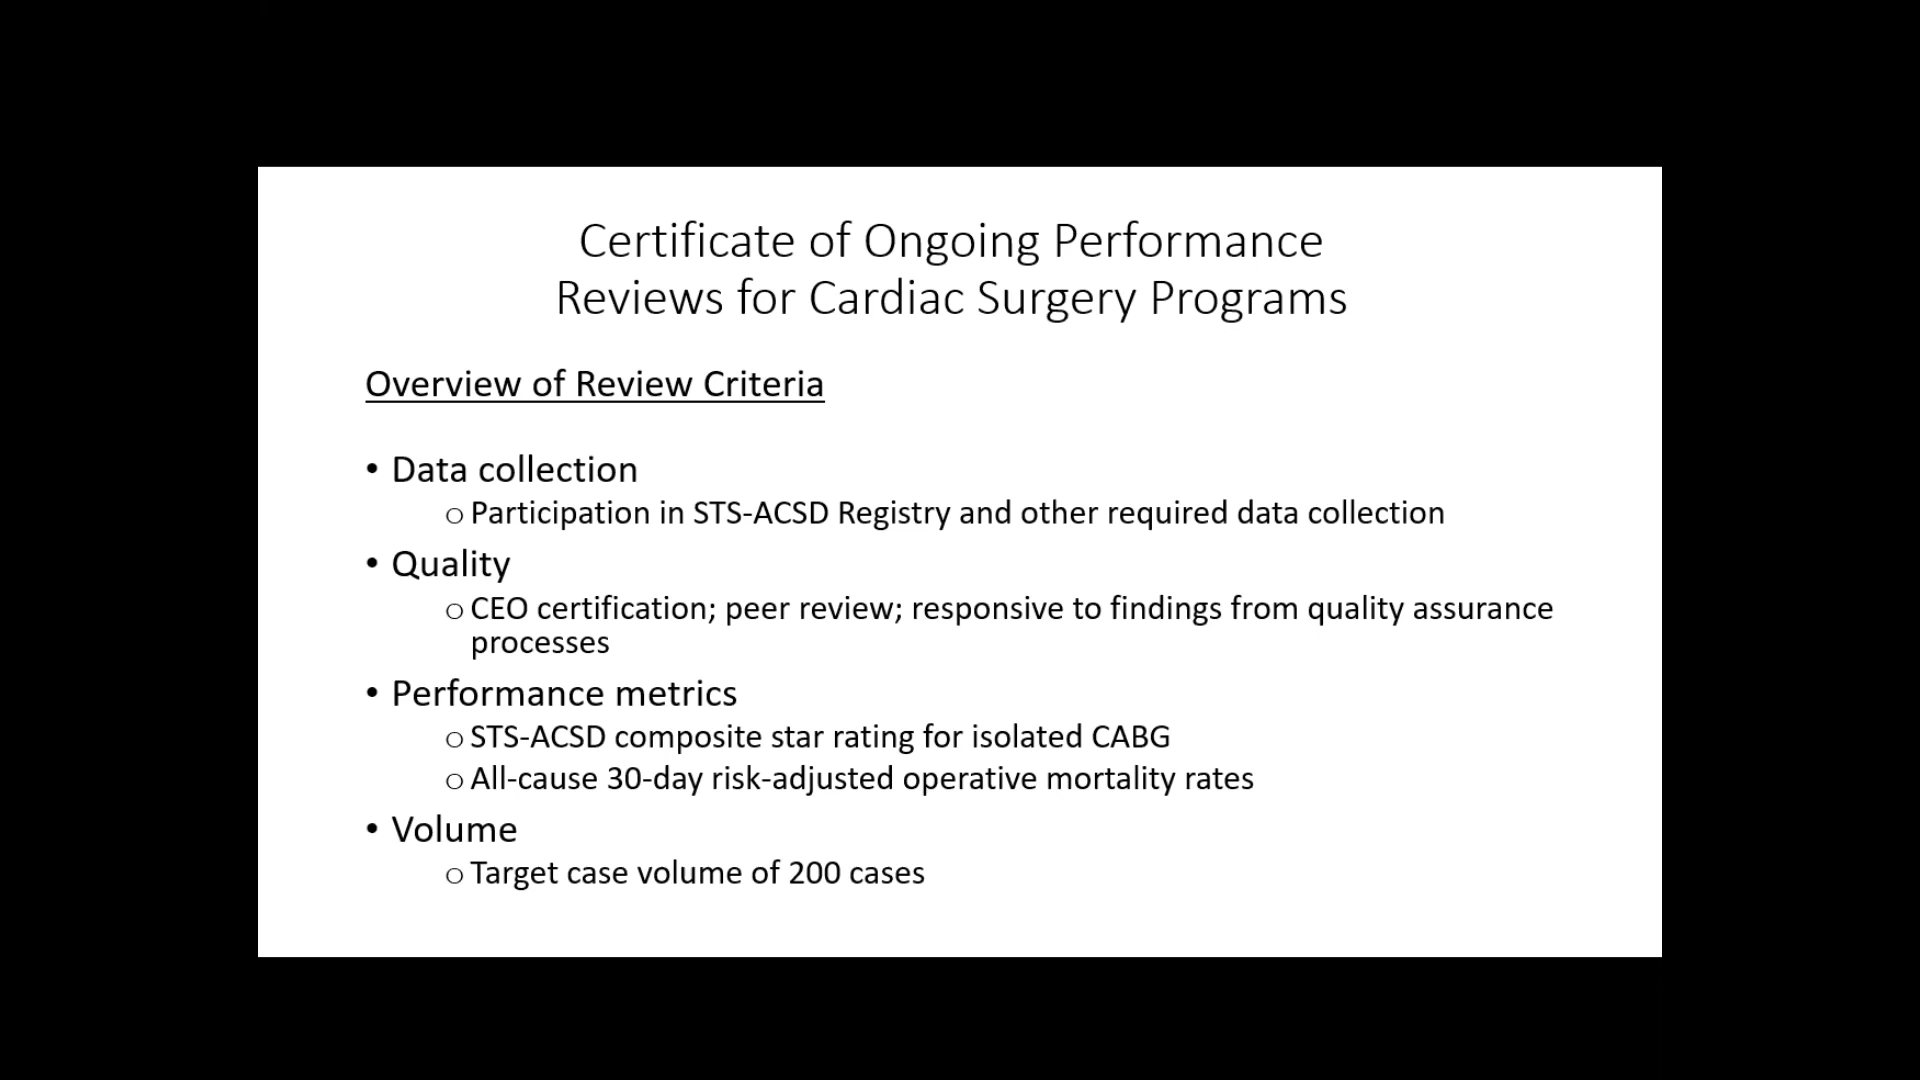 Certificate of Ongoing Performance
Reviews for Cardiac Surgery Programs
Overview of Review Criteria
• Data collection
o Participation in STS-ACSD Registry and other required data collection
• Quality
o CEO certification; peer review; responsive to findings from quality assurance
processes
• Performance metrics
o STS-ACSD composite star rating for isolated CABG
o All-cause 30-day risk-adjusted operative mortality rates
• Volume
o Target case volume of 200 cases